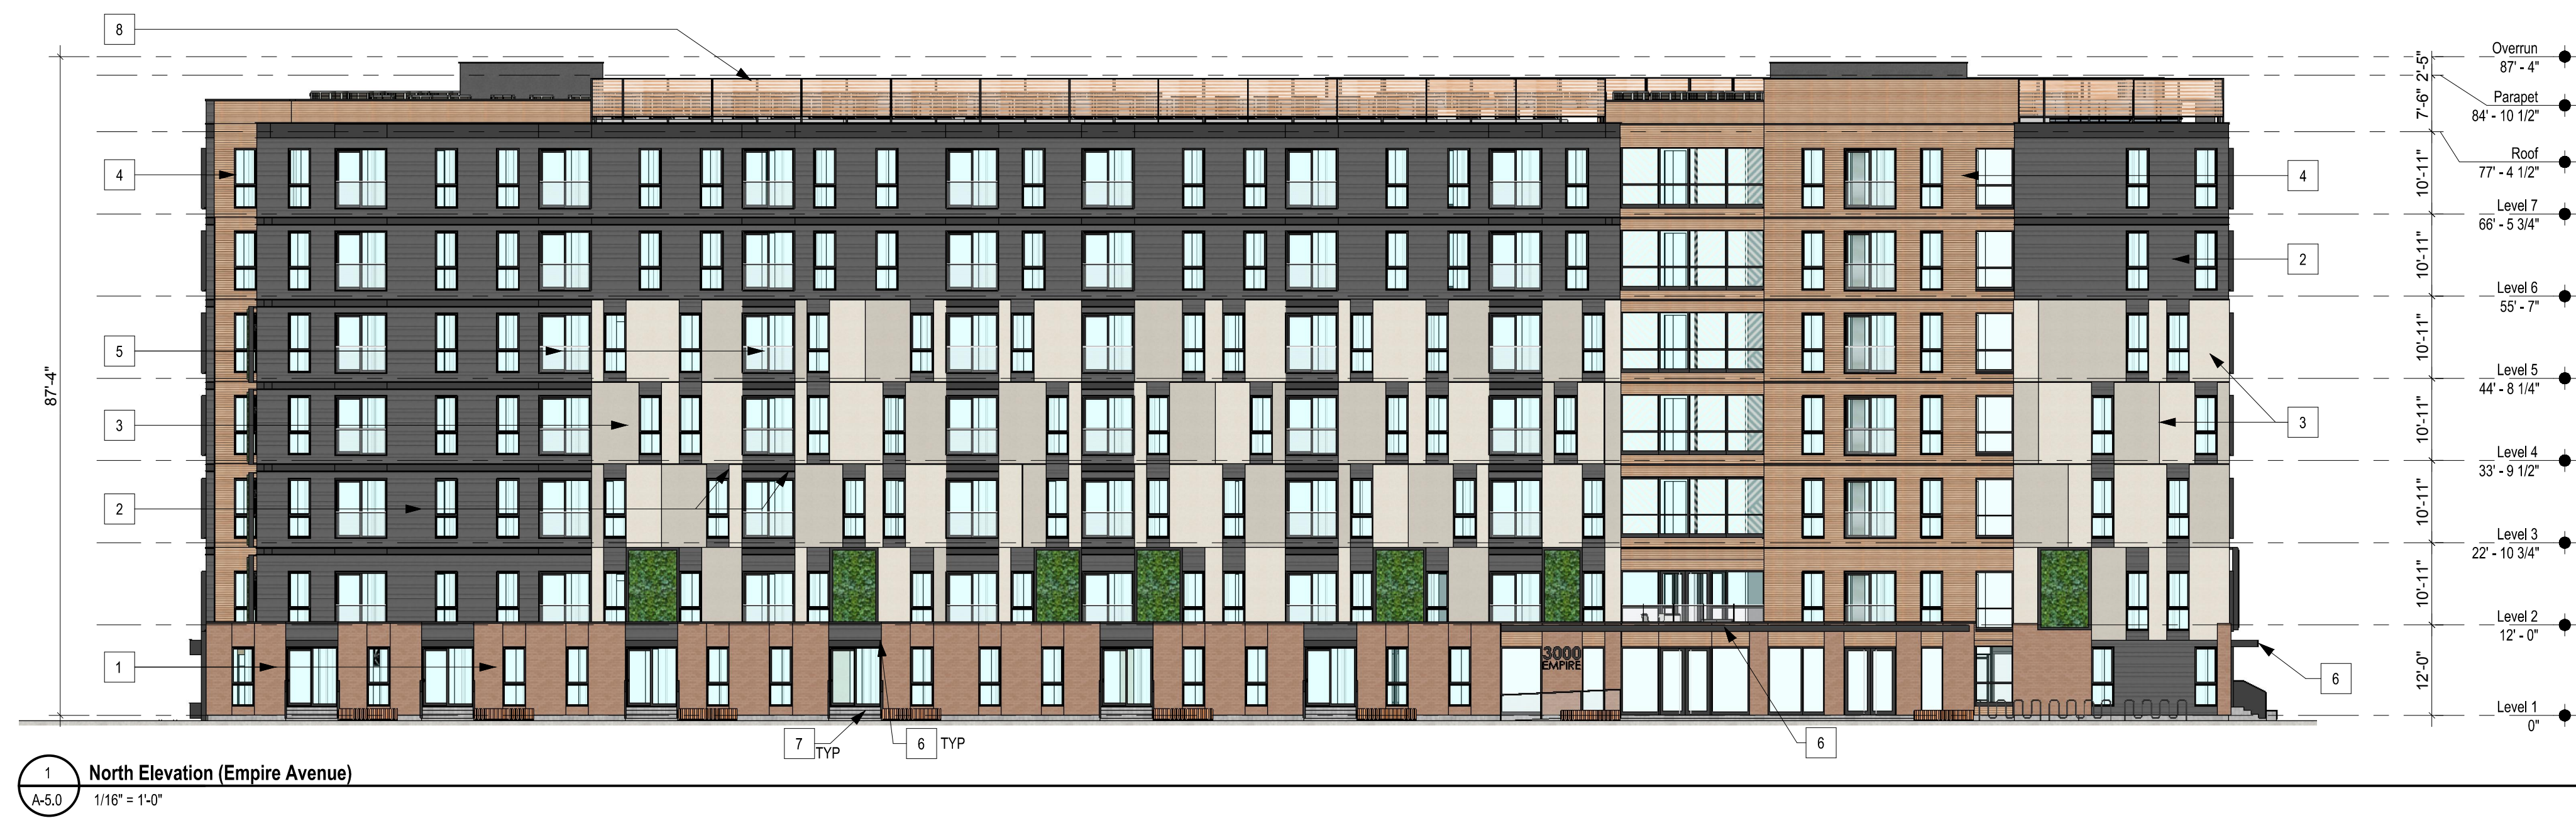 8
Overrun
87' - 4"
2'-5"
Parapet
84' - 10 1/2"
7'-6"
Roof
77' - 4 1/2"
4
4
10'-11"
Level 7
66' - 5 3/4"
2
10'-11"
Level 6
55' - 7"
5
10'-11"
87'-4"
Level 5
44' - 8 1/4"
3
3
10'-11"
Level 4
33' - 9 1/2"
2
10'-11"
Level 3
22' - 10 3/4"
10'-11"
Level 2
12' - 0"
1
3000
EMPIRE
6
12'-0"
Level 1
0"
7 TYP
6 TYP
6
1
A-5.0
North Elevation (Empire Avenue)
1/16" = 1'-0"